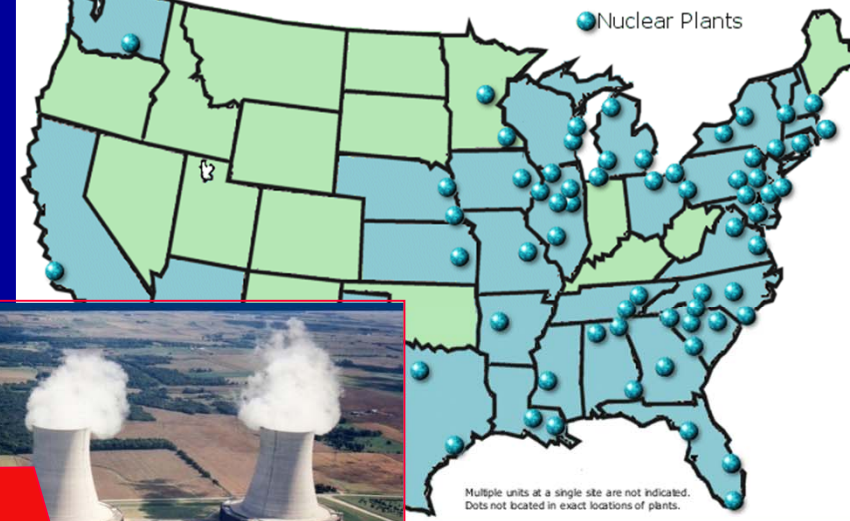 Nuclear Plants
Multiple units at a single site are not indicated.
Dots not located in exact locations of plants.